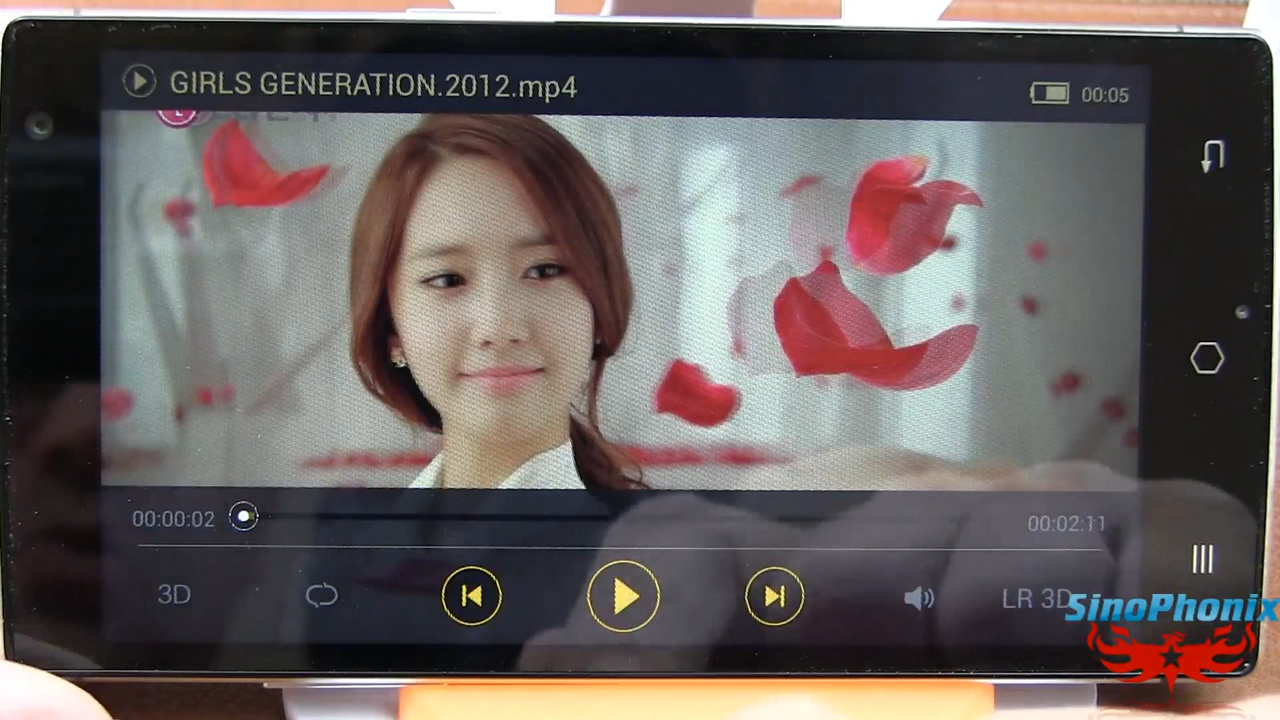 GIRLS GENERATION.2012.mp4
00:05
00:00:02
00:02:11
3D
LR 3D
SinoPhonix